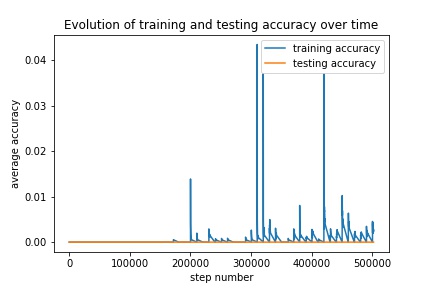 Evolution of training and testing accuracy over time
training accuracy
testing accuracy
average accuracy
0.04
0.03
0.02
0.01
0.00
0 100000 200000 300000 400000 500000
step number